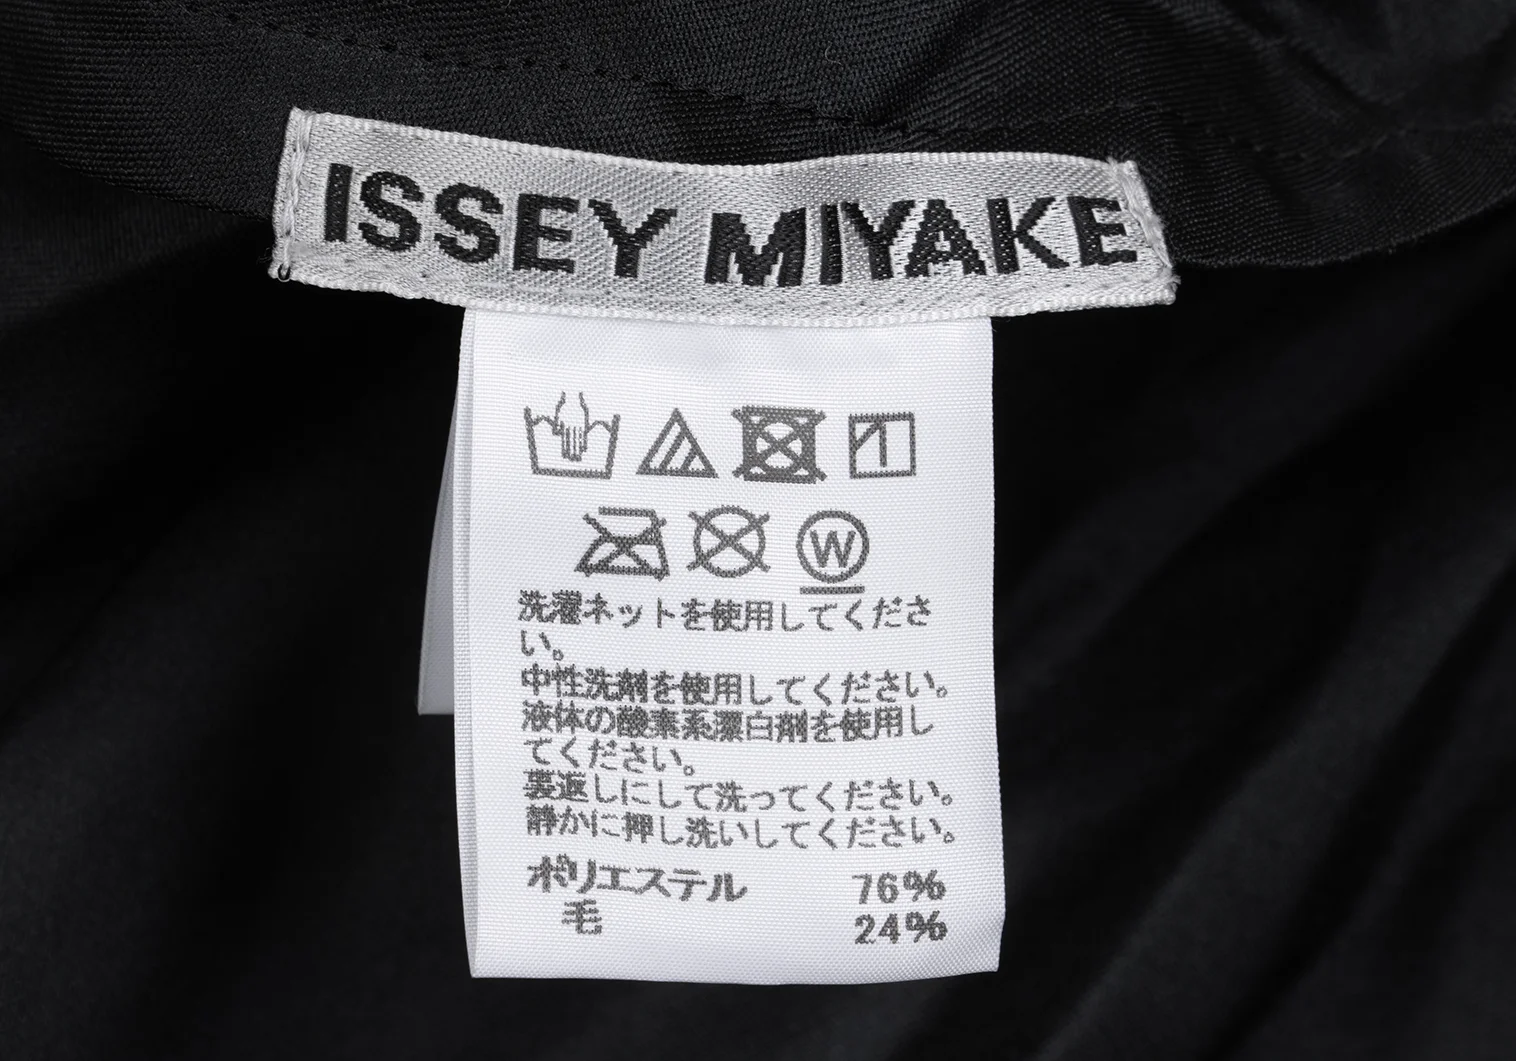 ISSEY MIYAKE
W
洗濯ネットを使用してくださ
い。
中性洗剤を使用してください。
液体の酸素系漂白剤を使用し
てください。
裏返しにして洗ってください。
静かに押し洗いしてください。
ポリエステル 76%
毛 24%